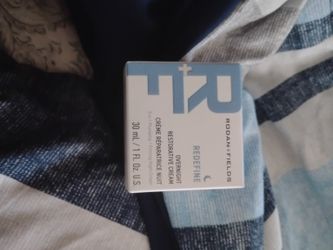 R+F
RODAN+FIELDS
REDEFINE
OVERNIGHT
RESTORATIVE CREAM
CRÈME RÉPARATRICE NUIT
30 mL / 1 Fl. Oz. U.S.